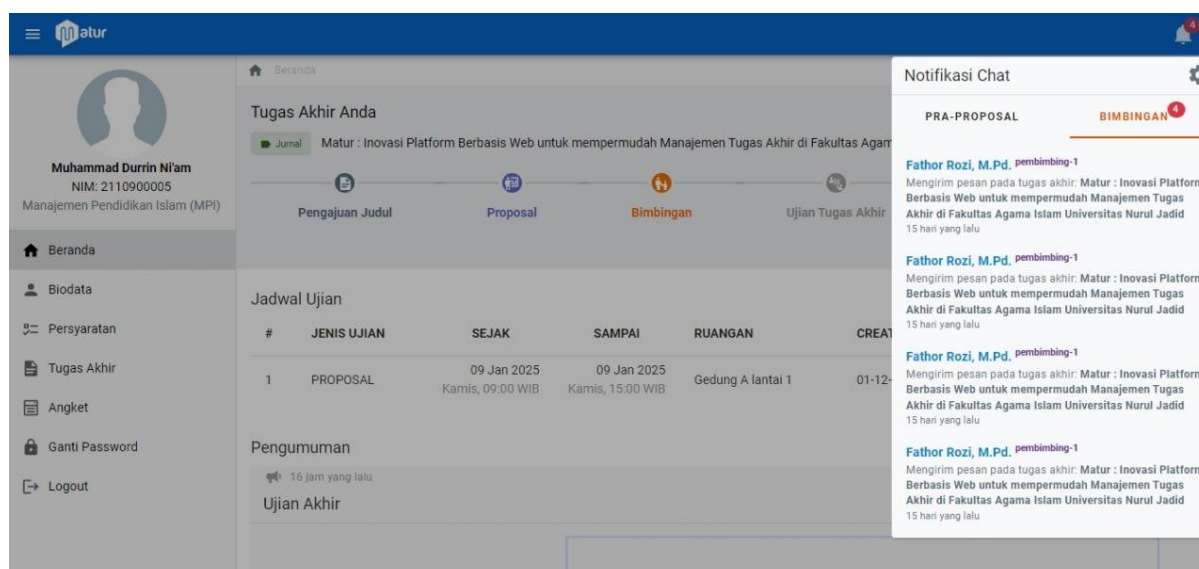 Matur
4
Muhammad Durrin Ni'am
NIM: 2110900005
Manajemen Pendidikan Islam (MPI)
Beranda
Biodata
Persyaratan
Tugas Akhir
Angket
Ganti Password
Logout
Beranda
Tugas Akhir Anda
Jurnal Matur : Inovasi Platform Berbasis Web untuk mempermudah Manajemen Tugas Akhir di Fakultas Agam
Pengajuan Judul Proposal Bimbingan Ujian Tugas Akhir
Jadwal Ujian
# JENIS UJIAN SEJAK SAMPAI RUANGAN CREAT
1 PROPOSAL 09 Jan 2025 09 Jan 2025 Gedung A lantai 1 01-12-
Kamis, 09:00 WIB Kamis, 15:00 WIB
Pengumuman
16 jam yang lalu
Ujian Akhir
Notifikasi Chat
PRA-PROPOSAL BIMBINGAN 4
Fathor Rozi, M.Pd. pembimbing-1
Mengirim pesan pada tugas akhir: Matur : Inovasi Platform
Berbasis Web untuk mempermudah Manajemen Tugas
Akhir di Fakultas Agama Islam Universitas Nurul Jadid
15 hari yang lalu
Fathor Rozi, M.Pd. pembimbing-1
Mengirim pesan pada tugas akhir: Matur : Inovasi Platform
Berbasis Web untuk mempermudah Manajemen Tugas
Akhir di Fakultas Agama Islam Universitas Nurul Jadid
15 hari yang lalu
Fathor Rozi, M.Pd. pembimbing-1
Mengirim pesan pada tugas akhir: Matur : Inovasi Platform
Berbasis Web untuk mempermudah Manajemen Tugas
Akhir di Fakultas Agama Islam Universitas Nurul Jadid
15 hari yang lalu
Fathor Rozi, M.Pd. pembimbing-1
Mengirim pesan pada tugas akhir: Matur : Inovasi Platform
Berbasis Web untuk mempermudah Manajemen Tugas
Akhir di Fakultas Agama Islam Universitas Nurul Jadid
15 hari yang lalu